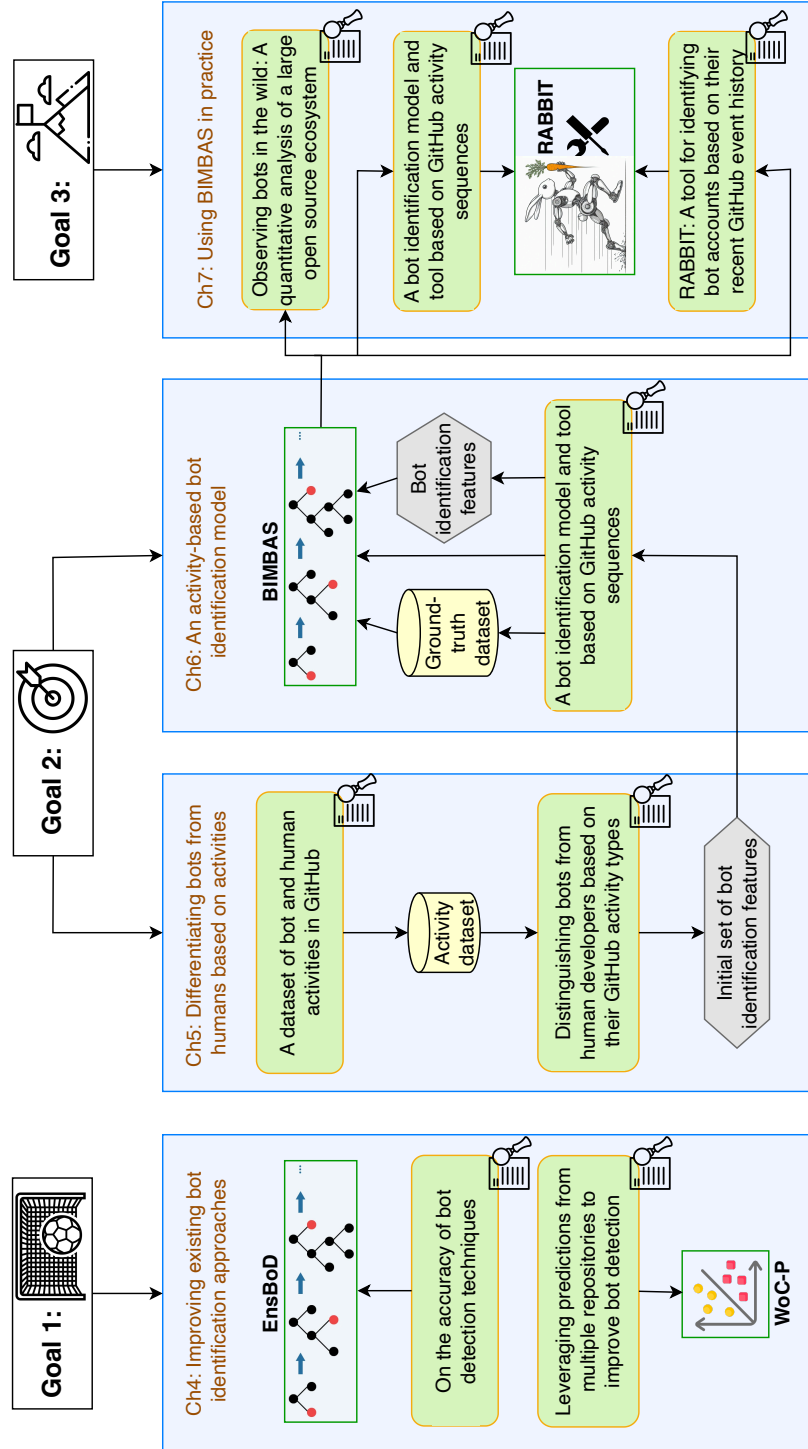 Goal 1:
Ch4: Improving existing bot
identification approaches
EnsBoD
...
On the accuracy of bot
detection techniques
Leveraging predictions from
multiple repositories to
improve bot detection
WoC-P
Goal 2:
Ch5: Differentiating bots from
humans based on activities
A dataset of bot and human
activities in GitHub
Activity
dataset
Distinguishing bots from
human developers based on
their GitHub activity types
Initial set of bot
identification features
Ch6: An activity-based bot
identification model
BIMBAS
...
Ground-
truth
dataset
Bot
identification
features
A bot identification model and tool
based on GitHub activity
sequences
Goal 3:
Ch7: Using BIMBAS in practice
Observing bots in the wild: A
quantitative analysis of a large
open source ecosystem
A bot identification model and
tool based on GitHub activity
sequences
RABBIT
RABBIT: A tool for identifying
bot accounts based on their
recent GitHub event history